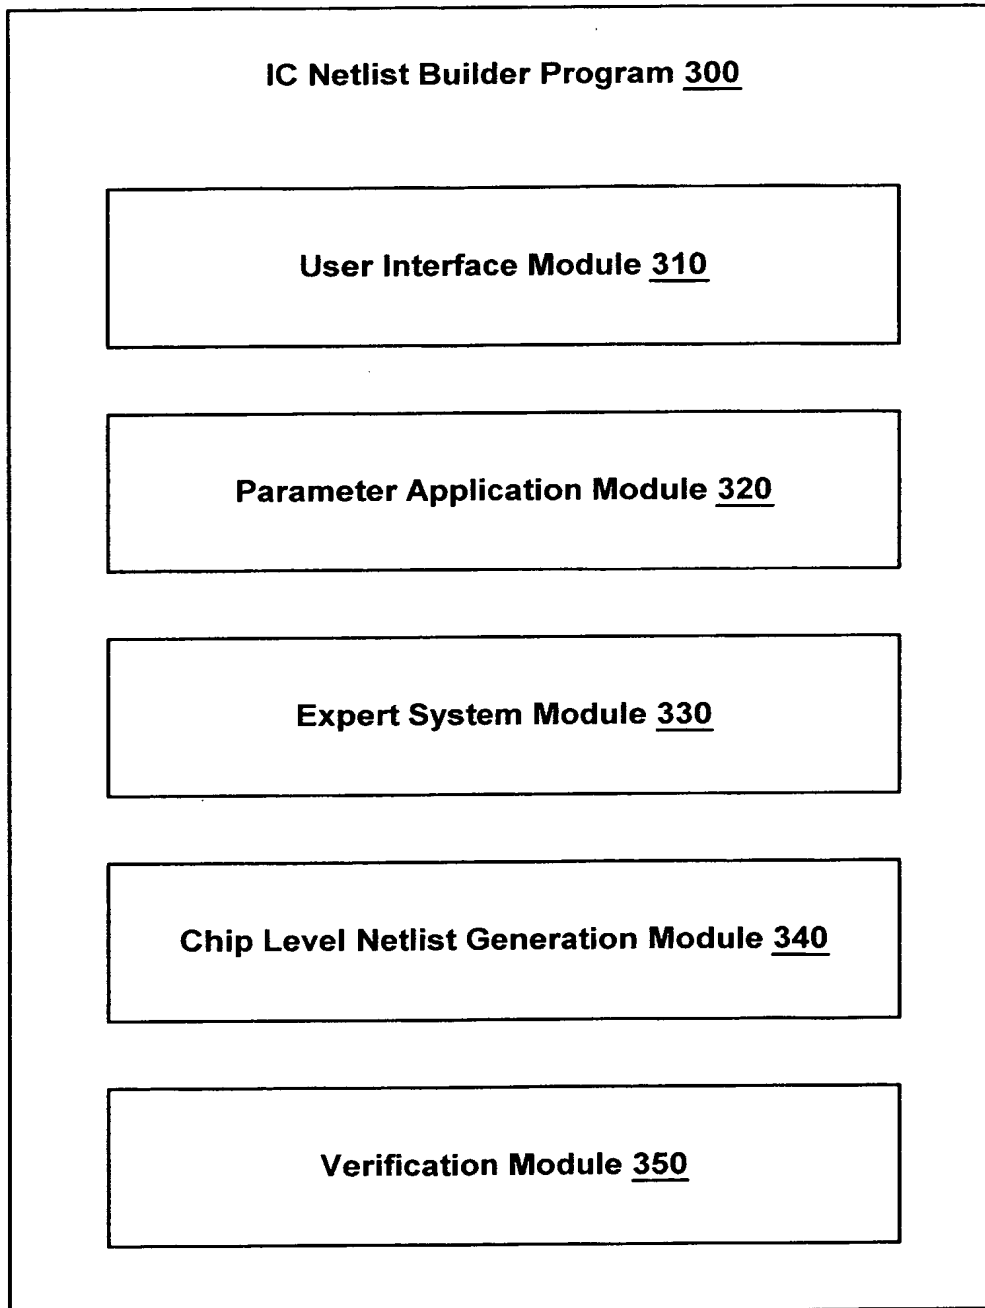 IC Netlist Builder Program 300
User Interface Module 310
Parameter Application Module 320
Expert System Module 330
Chip Level Netlist Generation Module 340
Verification Module 350